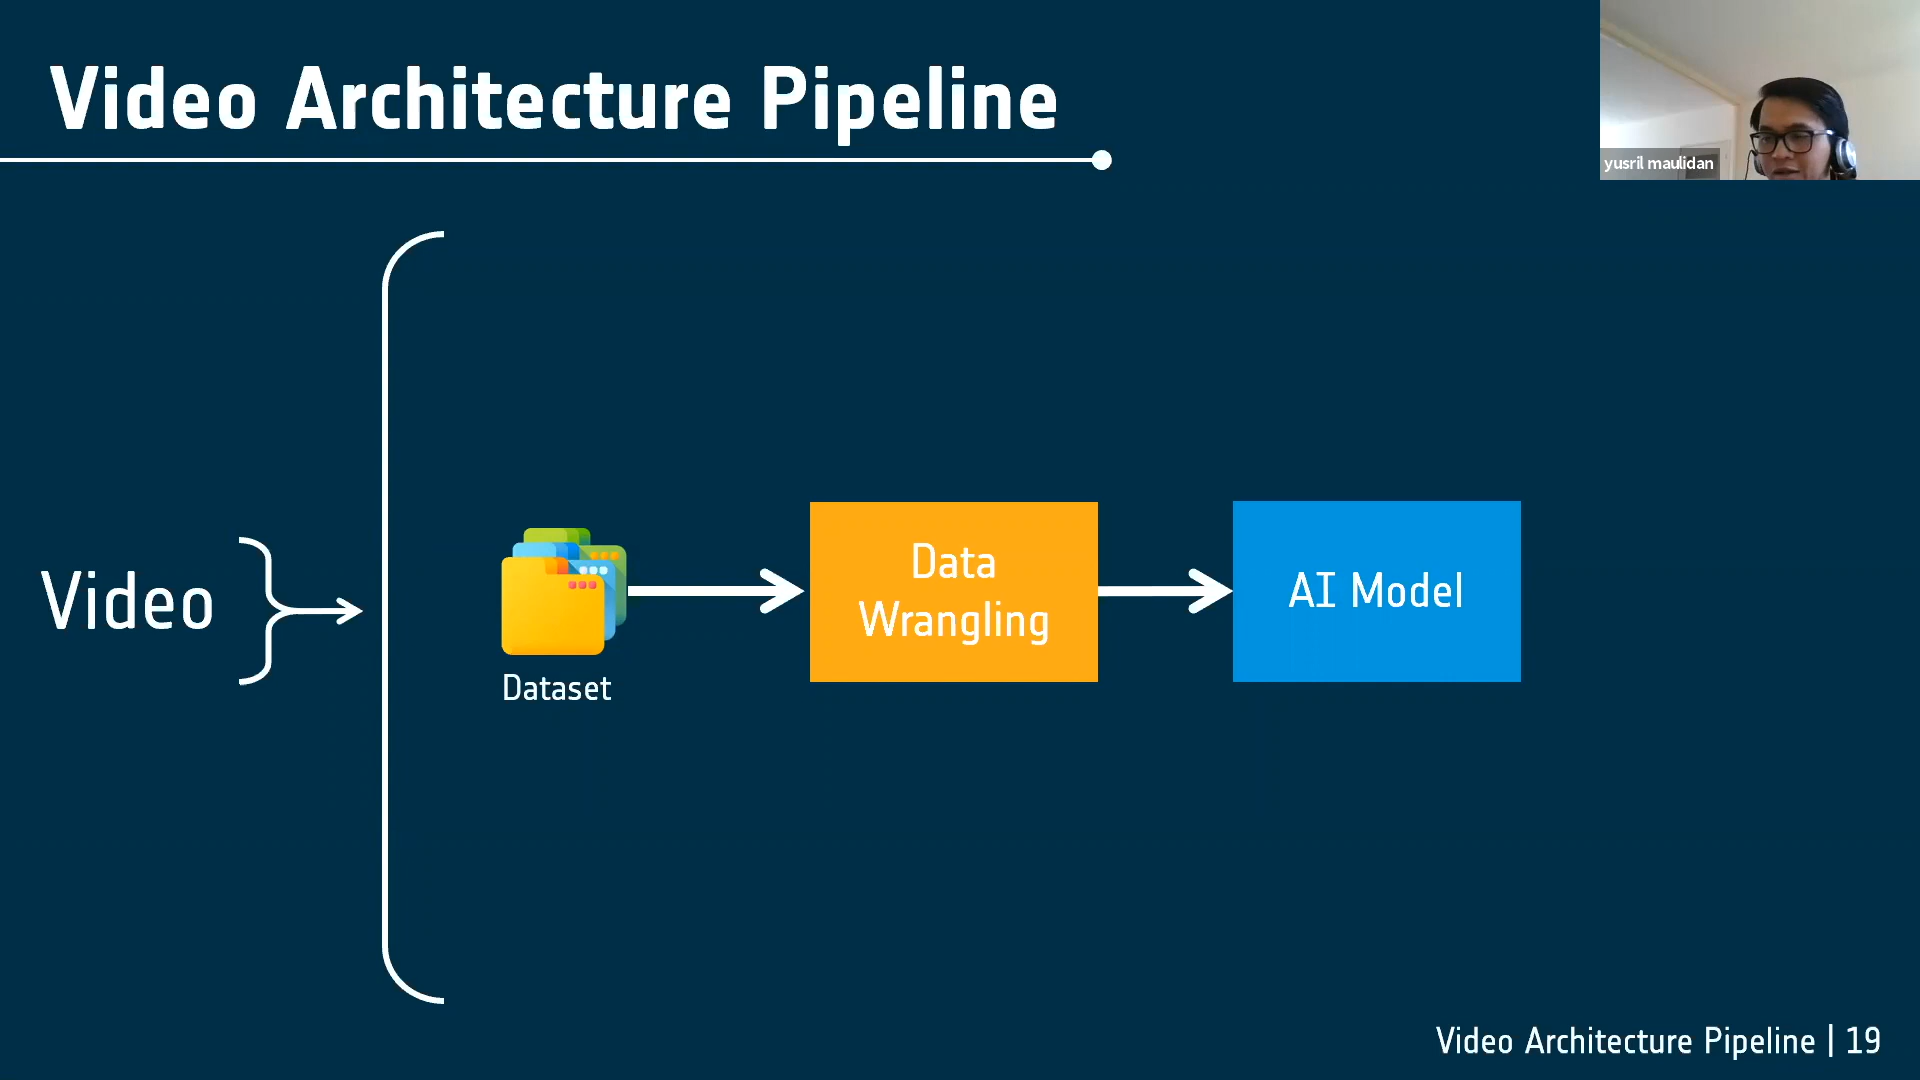 Video Architecture Pipeline
yusril maulidan
Video
Dataset
Data
Wrangling
AI Model
Video Architecture Pipeline | 19